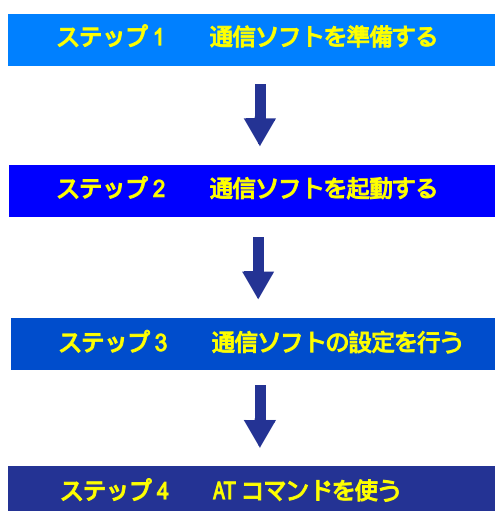 ステップ1　通信ソフトを準備する
ステップ2　通信ソフトを起動する
ステップ3　通信ソフトの設定を行う
ステップ4　ATコマンドを使う